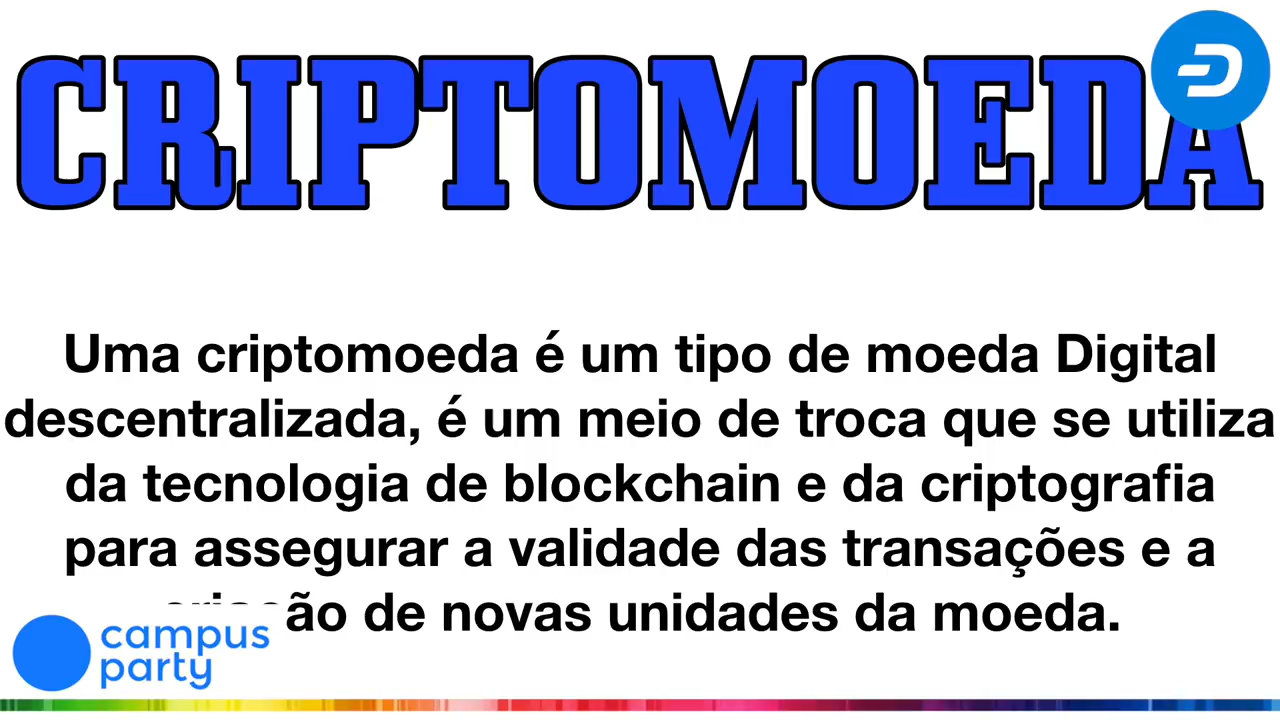 CRIPTOMOEDA
Uma criptomoeda é um tipo de moeda Digital
descentralizada, é um meio de troca que se utiliza
da tecnologia de blockchain e da criptografia
para assegurar a validade das transações e a
criação de novas unidades da moeda.
campus
party